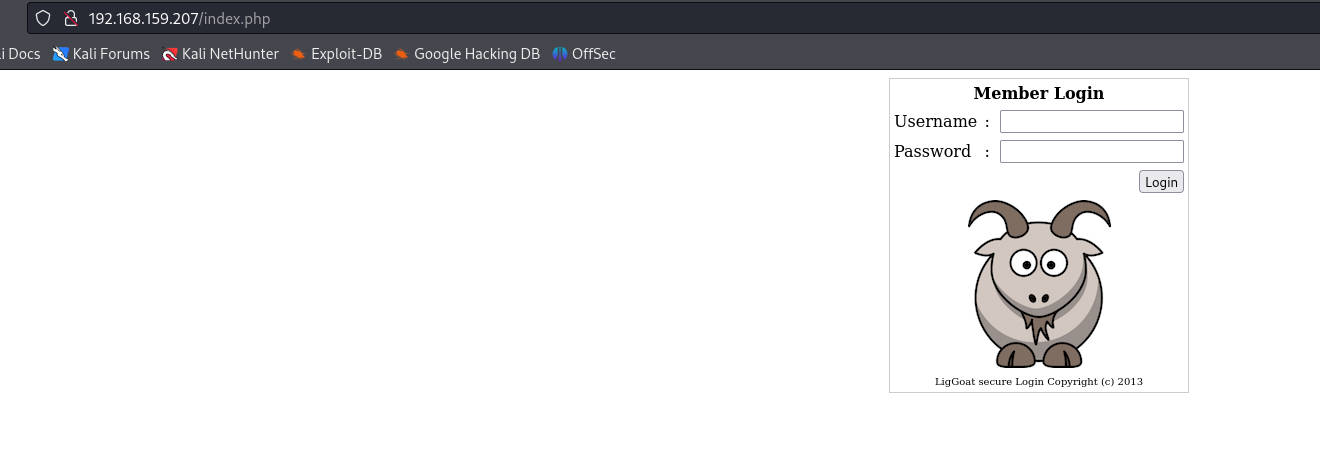 192.168.159.207/index.php
i Docs Kali Forums Kali NetHunter Exploit-DB Google Hacking DB OffSec
Member Login
Username :
Password :
Login
LigGoat secure Login Copyright (c) 2013